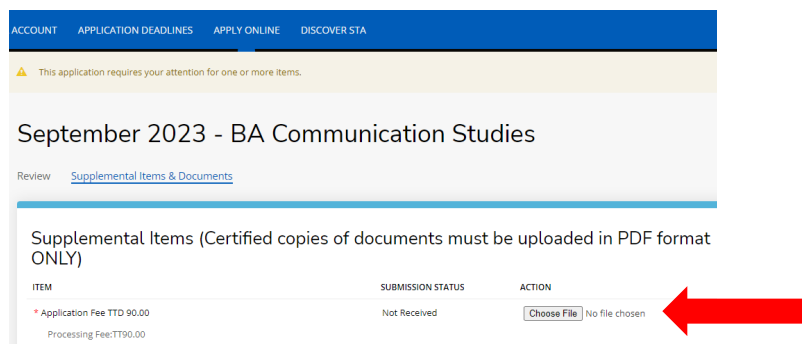 ACCOUNT APPLICATION DEADLINES APPLY ONLINE DISCOVER STA
This application requires your attention for one or more items.
September 2023 - BA Communication Studies
Review Supplemental Items & Documents
Supplemental Items (Certified copies of documents must be uploaded in PDF format
ONLY)
ITEM SUBMISSION STATUS ACTION
* Application Fee TTD 90.00 Not Received Choose File No file chosen
Processing Fee:TT90.00